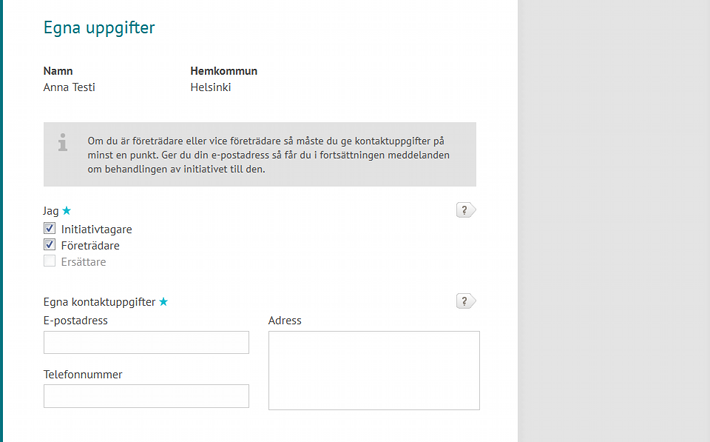 Egna uppgifter
Namn Hemkommun
Anna Testi Helsinki
Om du är företrädare eller vice företrädare så måste du ge kontaktuppgifter på
minst en punkt. Ger du din e-postadress så får du i fortsättningen meddelanden
om behandlingen av initiativet till den.
Jag ★ ?
Initiativtagare
Företrädare
Ersättare
Egna kontaktuppgifter ★ ?
E-postadress Adress
Telefonnummer